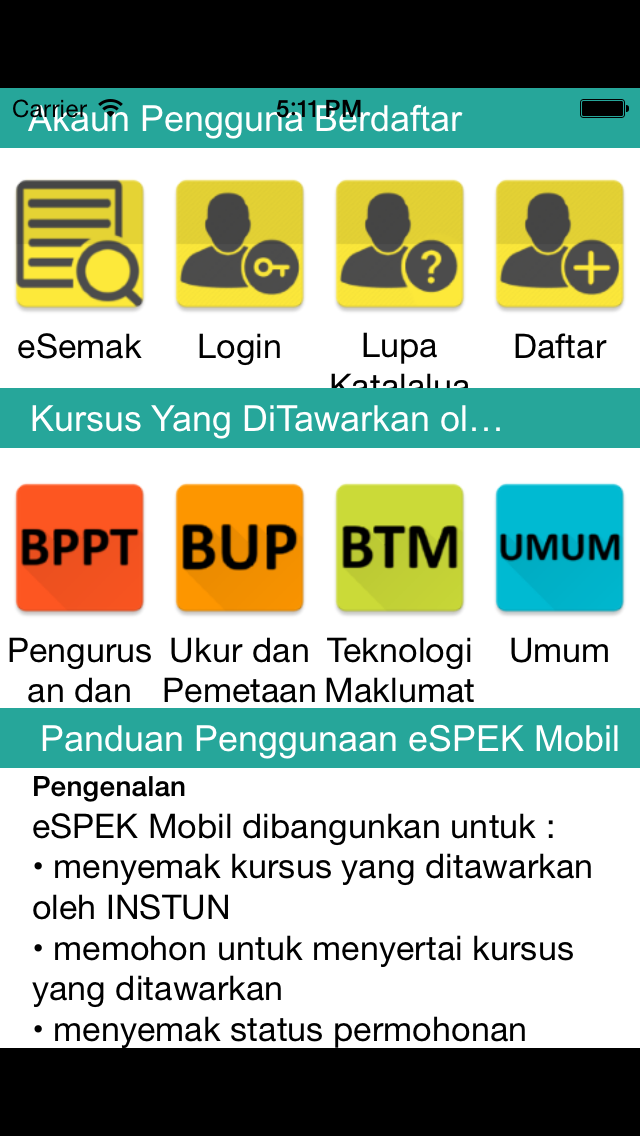 Carrier 5:11 PM
Akaun Pengguna Berdaftar
eSemak Login Lupa Daftar
Katalalua
Kursus Yang DiTawarkan ol…
BPPT BUP BTM UMUM
Pengurus Ukur dan Teknologi Umum
an dan Pemetaan Maklumat
Panduan Penggunaan eSPEK Mobil
Pengenalan
eSPEK Mobil dibangunkan untuk :
• menyemak kursus yang ditawarkan
oleh INSTUN
• memohon untuk menyertai kursus
yang ditawarkan
• menyemak status permohonan